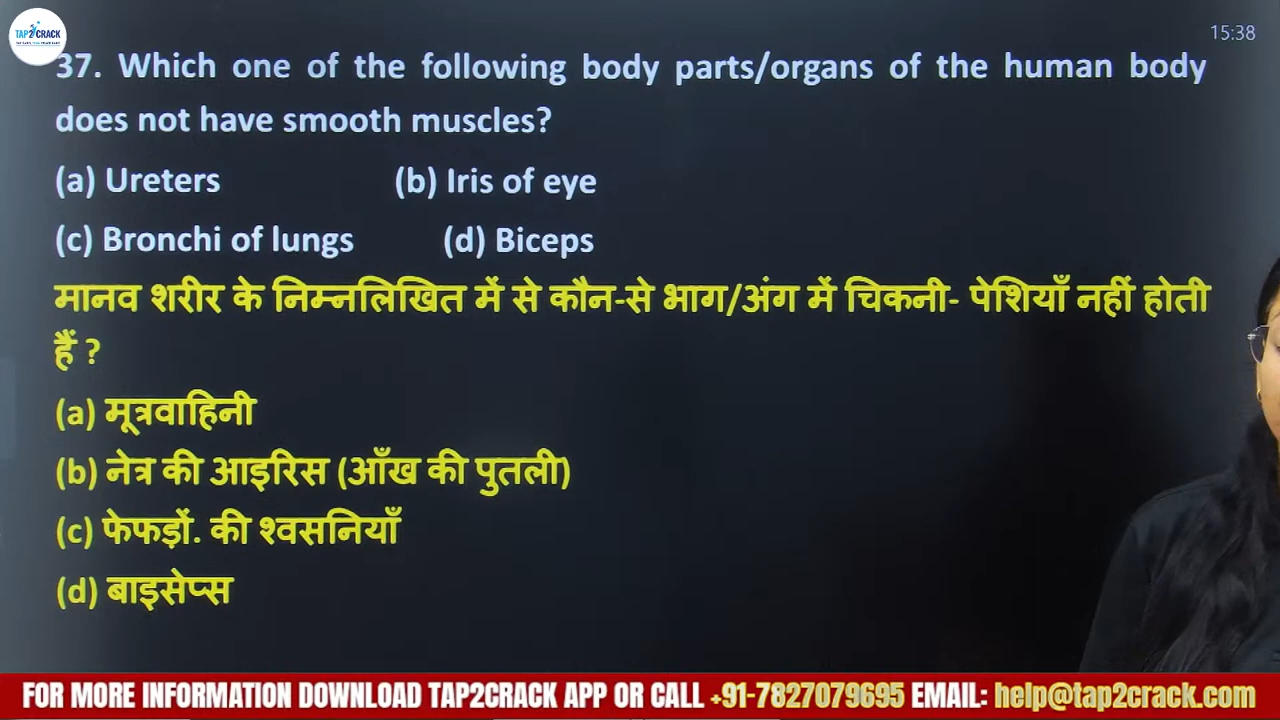 TAP2CRACK
15:38
37. Which one of the following body parts/organs of the human body
does not have smooth muscles?
(a) Ureters (b) Iris of eye
(c) Bronchi of lungs (d) Biceps
मानव शरीर के निम्नलिखित में से कौन-से भाग/अंग में चिकनी- पेशियाँ नहीं होती
हैं ?
(a) मूत्रवाहिनी
(b) नेत्र की आइरिस (आँख की पुतली)
(c) फेफड़ों. की श्वसनियाँ
(d) बाइसेप्स
FOR MORE INFORMATION DOWNLOAD TAP2CRACK APP OR CALL +91-7827079695 EMAIL: help@tap2crack.com